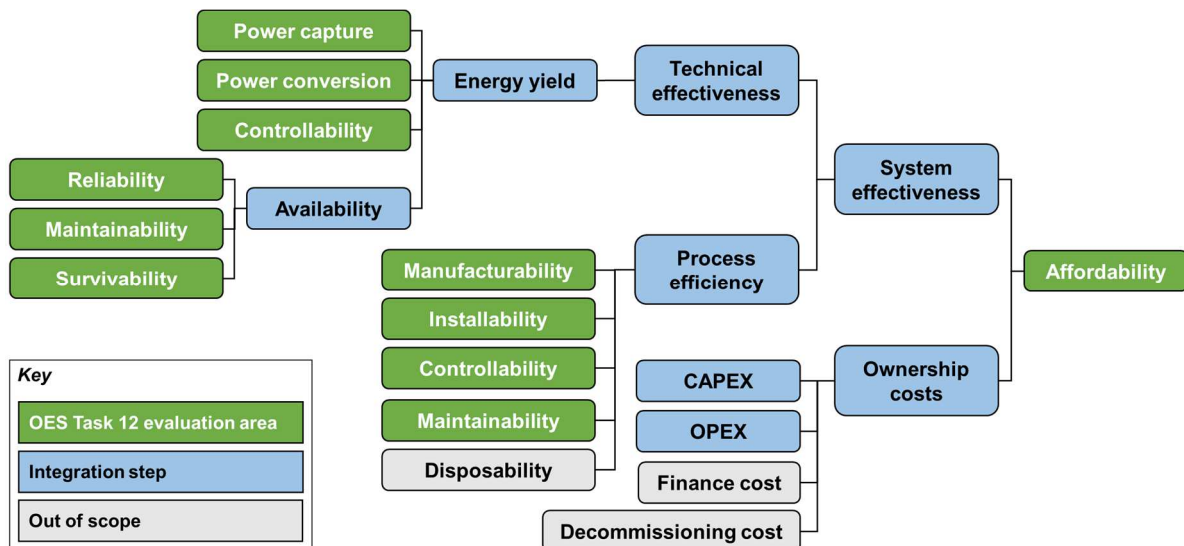 Power capture
Power conversion
Controllability
Energy yield
Technical
effectiveness
Reliability
Maintainability
Survivability
Availability
System
effectiveness
Manufacturability
Installability
Controllability
Maintainability
Disposability
Process
efficiency
Affordability
CAPEX
OPEX
Finance cost
Decommissioning cost
Ownership
costs
Key
OES Task 12 evaluation area
Integration step
Out of scope